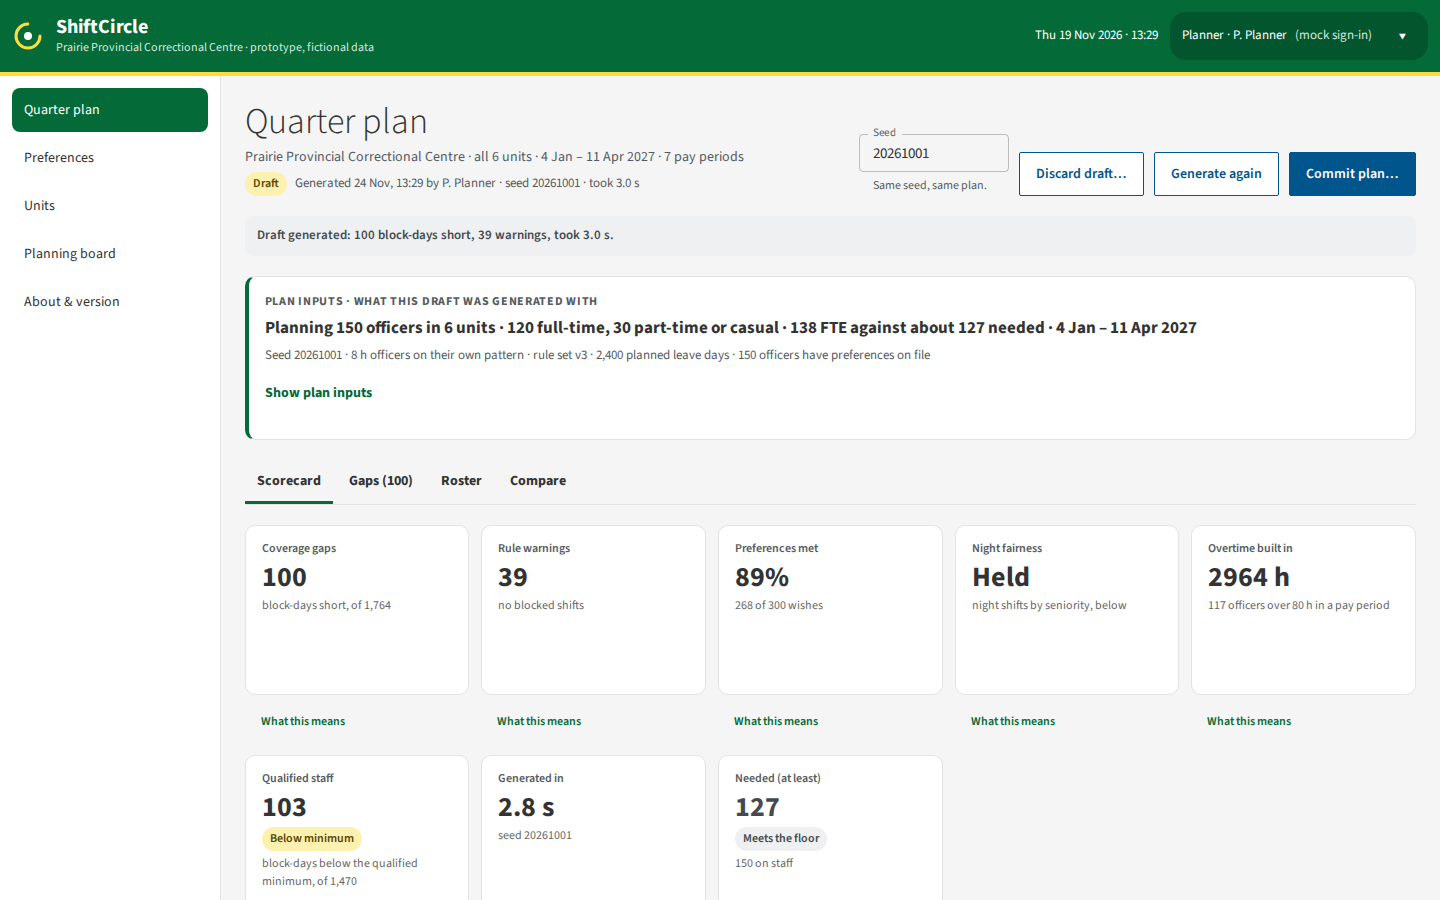 ShiftCircle
Prairie Provincial Correctional Centre · prototype, fictional data
Thu 19 Nov 2026 · 13:29
Planner · P. Planner (mock sign-in)
Quarter plan
Preferences
Units
Planning board
About & version
Quarter plan
Prairie Provincial Correctional Centre · all 6 units · 4 Jan – 11 Apr 2027 · 7 pay periods
Draft
Generated 24 Nov, 13:29 by P. Planner · seed 20261001 · took 3.0 s
Seed
20261001
Same seed, same plan.
Discard draft…
Generate again
Commit plan…
Draft generated: 100 block-days short, 39 warnings, took 3.0 s.
PLAN INPUTS · WHAT THIS DRAFT WAS GENERATED WITH
Planning 150 officers in 6 units · 120 full-time, 30 part-time or casual · 138 FTE against about 127 needed · 4 Jan – 11 Apr 2027
Seed 20261001 · 8 h officers on their own pattern · rule set v3 · 2,400 planned leave days · 150 officers have preferences on file
Show plan inputs
Scorecard
Gaps (100)
Roster
Compare
Coverage gaps
100
block-days short, of 1,764
What this means
Rule warnings
39
no blocked shifts
What this means
Preferences met
89%
268 of 300 wishes
What this means
Night fairness
Held
night shifts by seniority, below
What this means
Overtime built in
2964 h
117 officers over 80 h in a pay period
What this means
Qualified staff
103
Below minimum
block-days below the qualified
minimum, of 1,470
Generated in
2.8 s
seed 20261001
Needed (at least)
127
Meets the floor
150 on staff